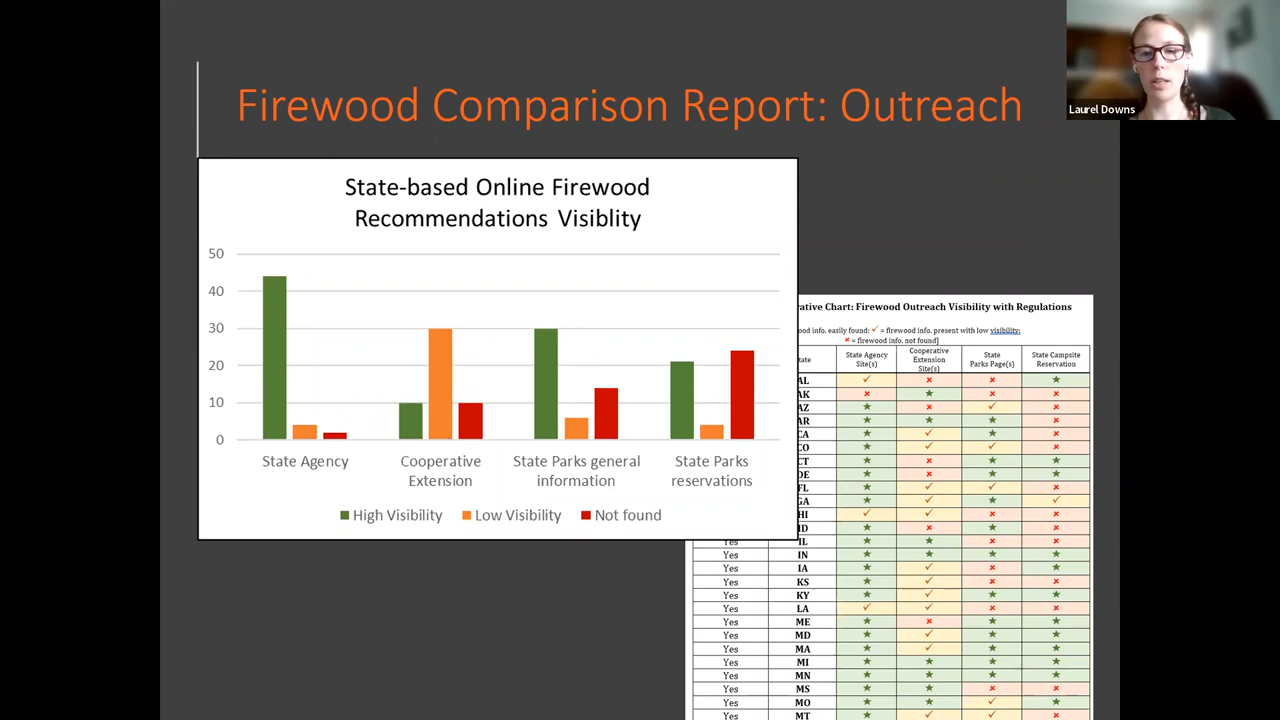 Firewood Comparison Report: Outreach
Laurel Downs
State-based Online Firewood
Recommendations Visiblity
50
40
30
20
10
0
State Agency
Cooperative
Extension
State Parks general
information
State Parks
reservations
High Visibility
Low Visibility
Not found
ative Chart: Firewood Outreach Visibility with Regulations
ood info. easily found: ✓ = firewood info. present with low visibility;
× = firewood info. not found]
tate
State Agency
Site(s)
Cooperative
Extension
Site(s)
State
Parks Page(s)
State Campsite
Reservation
AL ✓ × × ★
AK × ★ × ×
AZ ★ × ✓ ×
AR ★ ★ ★ ×
CA ★ ✓ ★ ×
CO ★ ✓ ✓ ×
CT ★ × ★ ★
DE ★ × ★ ★
FL ★ ✓ ✓ ×
GA ★ ✓ ★ ✓
HI ✓ ✓ × ×
ID ★ × ★ ×
Yes IL ★ ★ × ×
Yes IN ★ ★ ★ ★
Yes IA ★ ✓ × ★
Yes KS ★ ✓ × ×
Yes KY ★ ✓ ★ ★
Yes LA ✓ ✓ × ×
Yes ME ★ × ★ ★
Yes MD ★ ✓ ★ ★
Yes MA ★ ✓ ★ ★
Yes MI ★ ★ ★ ★
Yes MN ★ ★ ★ ★
Yes MS ★ ★ × ×
Yes MO ★ ★ ✓ ★
Yes MT ★ ✓ ✓ ×